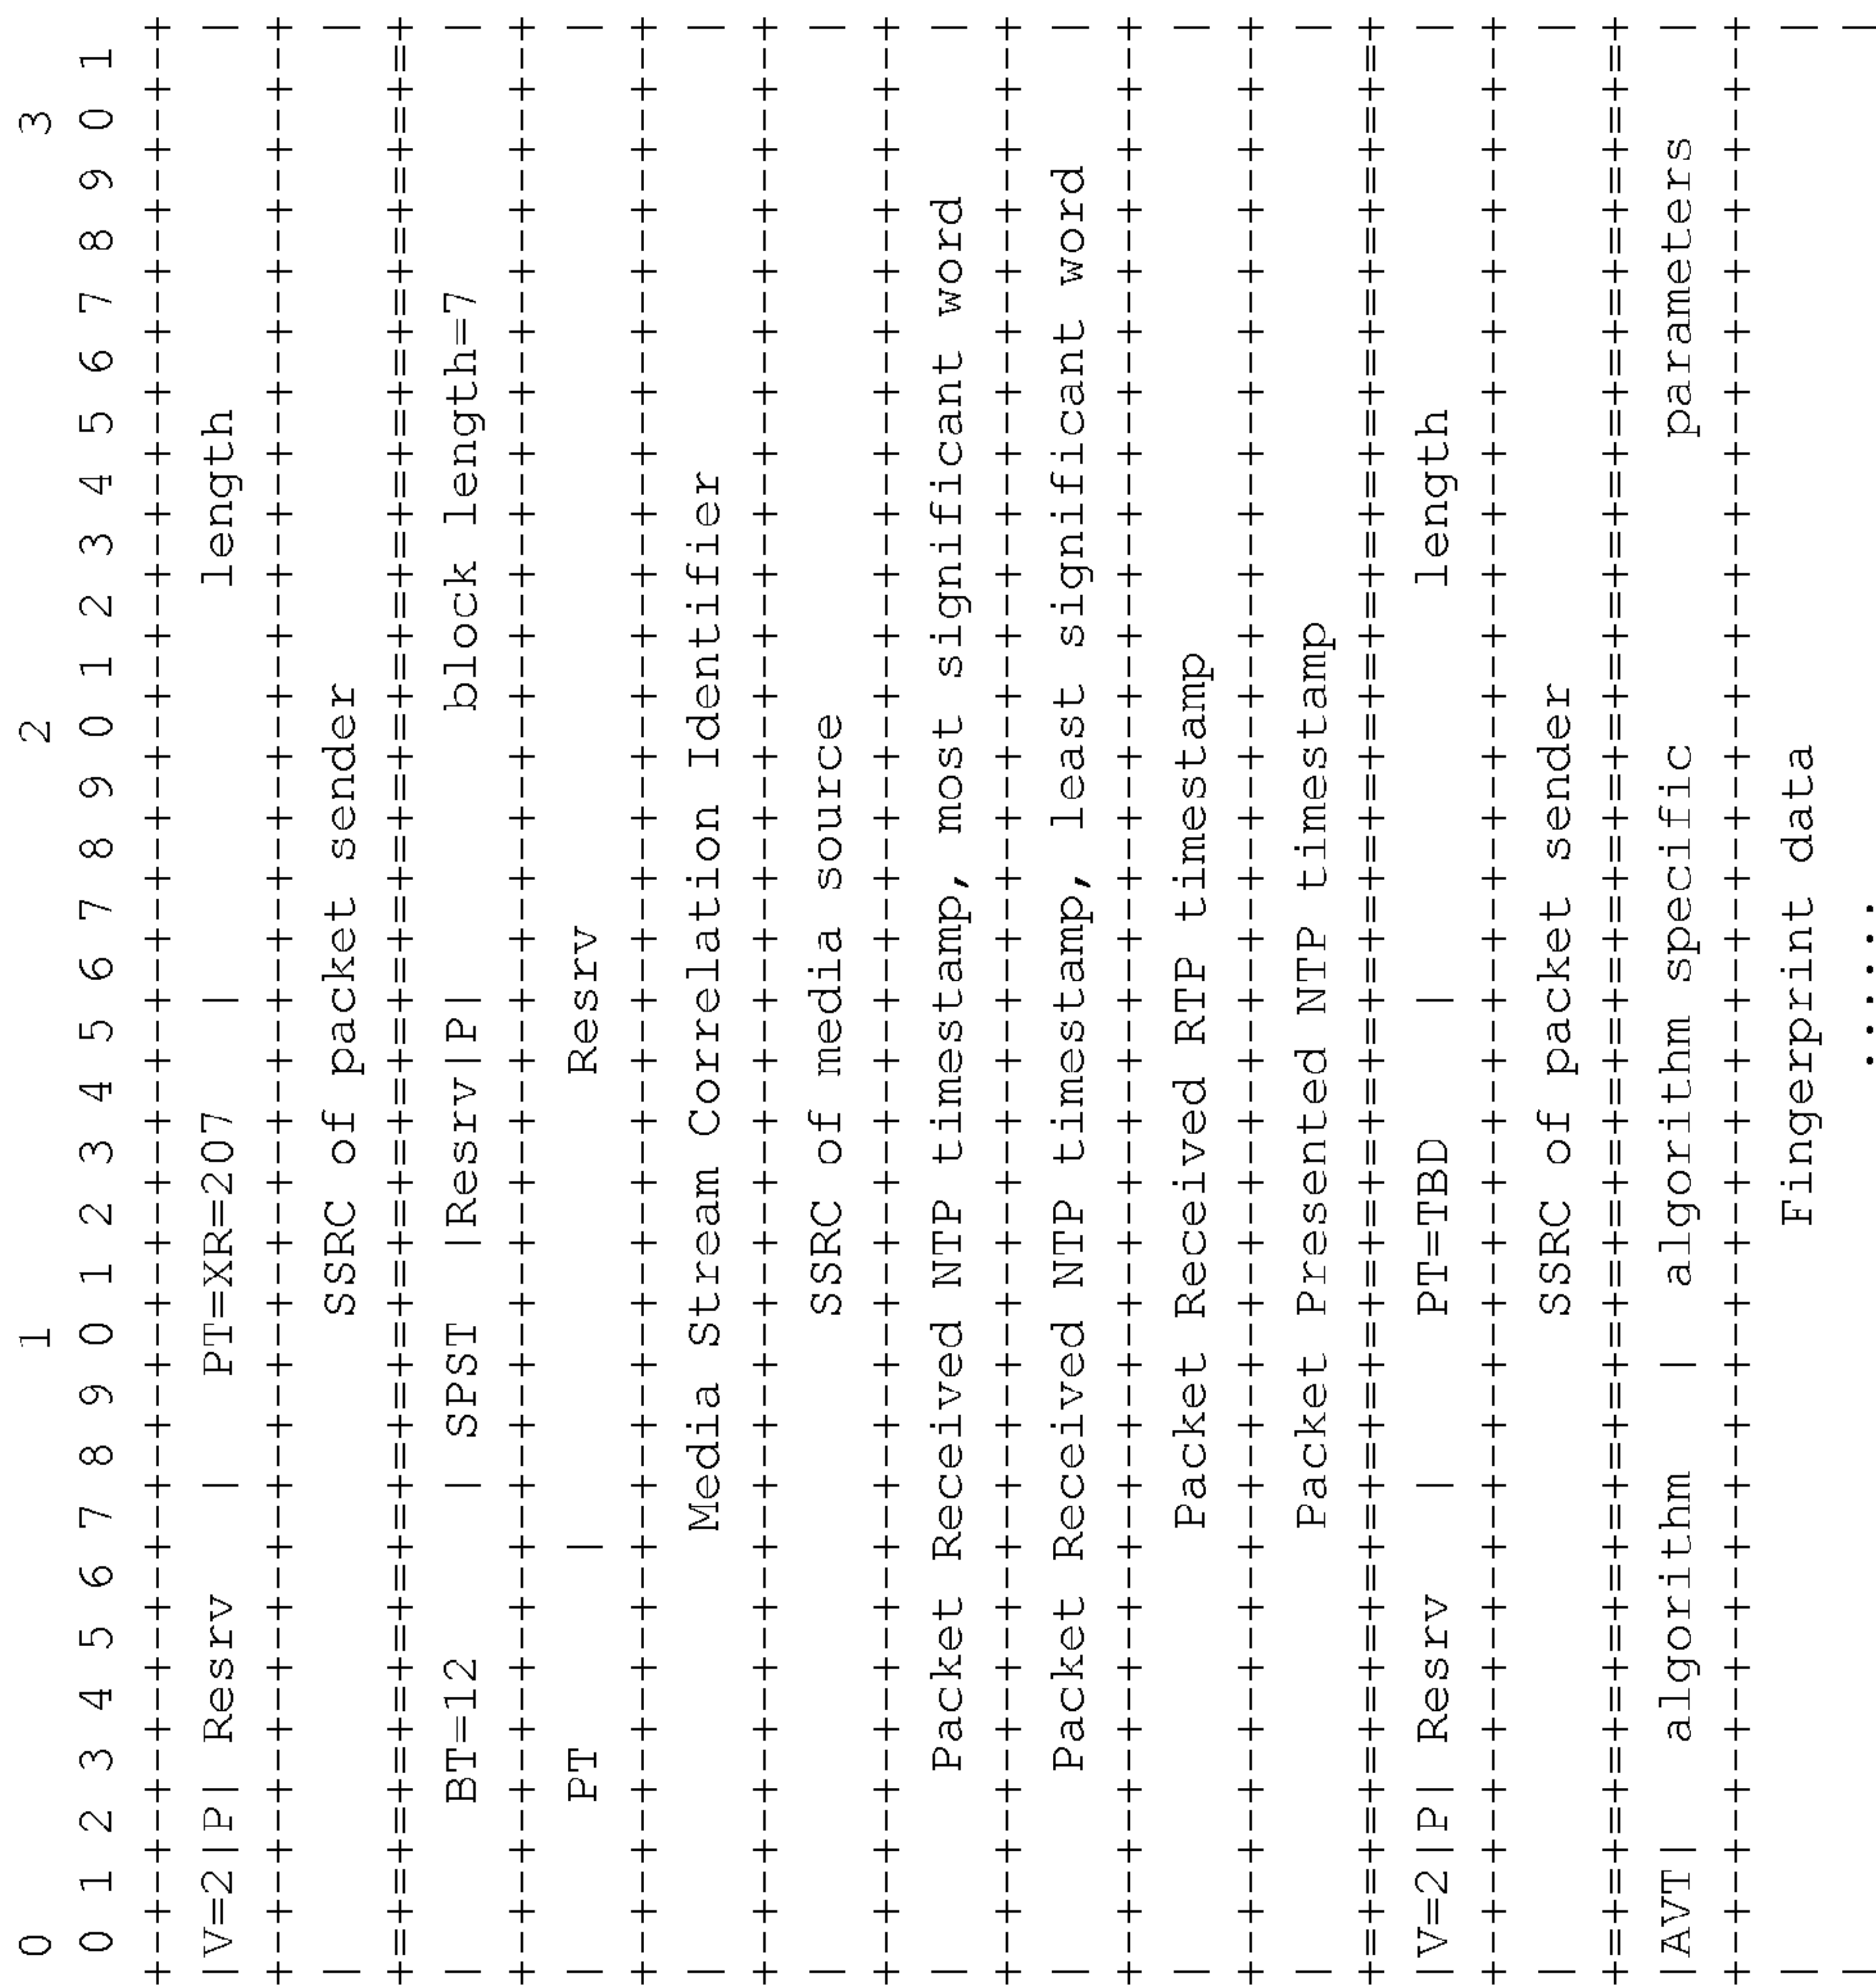 0                   1                   2                   3
 0 1 2 3 4 5 6 7 8 9 0 1 2 3 4 5 6 7 8 9 0 1 2 3 4 5 6 7 8 9 0 1
+-+-+-+-+-+-+-+-+-+-+-+-+-+-+-+-+-+-+-+-+-+-+-+-+-+-+-+-+-+-+-+-+
|V=2|P| Resrv   |   PT=XR=207   |             length            |
+-+-+-+-+-+-+-+-+-+-+-+-+-+-+-+-+-+-+-+-+-+-+-+-+-+-+-+-+-+-+-+-+
|                     SSRC of packet sender                     |
+=+=+=+=+=+=+=+=+=+=+=+=+=+=+=+=+=+=+=+=+=+=+=+=+=+=+=+=+=+=+=+=+
|     BT=12     | SPST  |Resrv|P|         block length=7        |
+-+-+-+-+-+-+-+-+-+-+-+-+-+-+-+-+-+-+-+-+-+-+-+-+-+-+-+-+-+-+-+-+
|     PT      |               Resrv                             |
+-+-+-+-+-+-+-+-+-+-+-+-+-+-+-+-+-+-+-+-+-+-+-+-+-+-+-+-+-+-+-+-+
|              Media Stream Correlation Identifier              |
+-+-+-+-+-+-+-+-+-+-+-+-+-+-+-+-+-+-+-+-+-+-+-+-+-+-+-+-+-+-+-+-+
|                     SSRC of media source                      |
+-+-+-+-+-+-+-+-+-+-+-+-+-+-+-+-+-+-+-+-+-+-+-+-+-+-+-+-+-+-+-+-+
|      Packet Received NTP timestamp, most significant word     |
+-+-+-+-+-+-+-+-+-+-+-+-+-+-+-+-+-+-+-+-+-+-+-+-+-+-+-+-+-+-+-+-+
|      Packet Received NTP timestamp, least significant word    |
+-+-+-+-+-+-+-+-+-+-+-+-+-+-+-+-+-+-+-+-+-+-+-+-+-+-+-+-+-+-+-+-+
|              Packet Received RTP timestamp                    |
+-+-+-+-+-+-+-+-+-+-+-+-+-+-+-+-+-+-+-+-+-+-+-+-+-+-+-+-+-+-+-+-+
|              Packet Presented NTP timestamp                   |
+=+=+=+=+=+=+=+=+=+=+=+=+=+=+=+=+=+=+=+=+=+=+=+=+=+=+=+=+=+=+=+=+
|V=2|P| Resrv   |     PT=TBD    |             length            |
+-+-+-+-+-+-+-+-+-+-+-+-+-+-+-+-+-+-+-+-+-+-+-+-+-+-+-+-+-+-+-+-+
|                     SSRC of packet sender                     |
+=+=+=+=+=+=+=+=+=+=+=+=+=+=+=+=+=+=+=+=+=+=+=+=+=+=+=+=+=+=+=+=+
|AVT|   algorithm   |  algorithm specific          parameters   |
+-+-+-+-+-+-+-+-+-+-+-+-+-+-+-+-+-+-+-+-+-+-+-+-+-+-+-+-+-+-+-+-+
|                        Fingerprint data                       |
|                             ......                            |